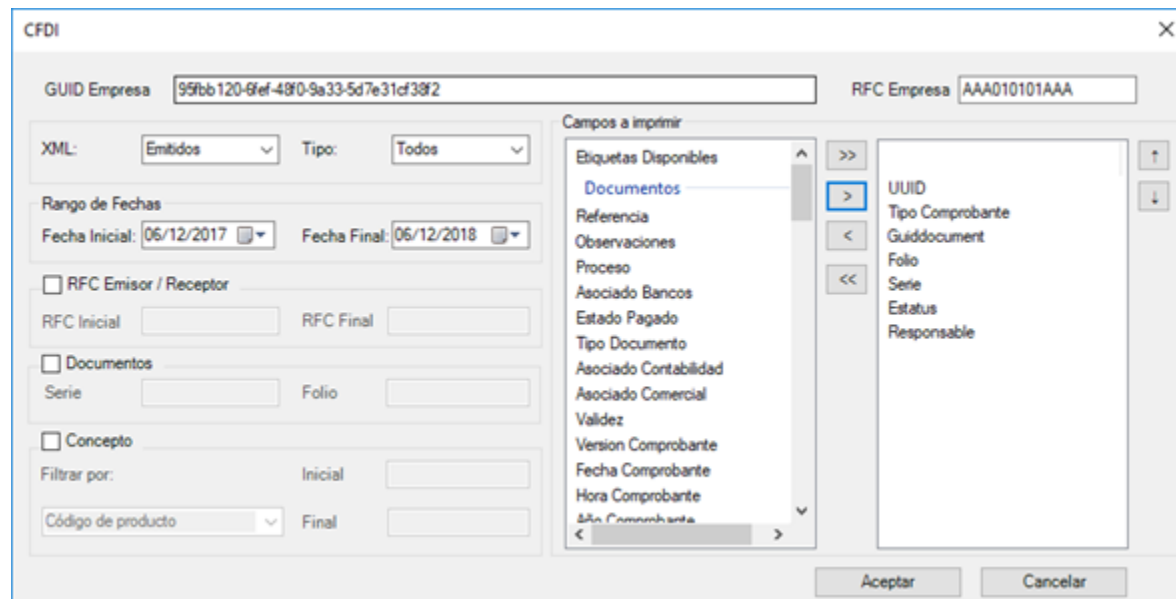 CFDI
GUID Empresa 95fbb120-6fef-48f0-9a33-5d7e31cf38f2 RFC Empresa AAA010101AAA
XML: Emitidos Tipo: Todos
Rango de Fechas
Fecha Inicial: 06/12/2017 Fecha Final: 06/12/2018
RFC Emisor / Receptor
RFC Inicial RFC Final
Documentos
Serie Folio
Concepto
Filtrar por: Inicial
Código de producto Final
Campos a imprimir
Etiquetas Disponibles
Documentos
Referencia
Observaciones
Proceso
Asociado Bancos
Estado Pagado
Tipo Documento
Asociado Contabilidad
Asociado Comercial
Validez
Version Comprobante
Fecha Comprobante
Hora Comprobante
Año Comprobante
>>
>
<
<<
UUID
Tipo Comprobante
Guiddocument
Folio
Serie
Estatus
Responsable
Aceptar Cancelar